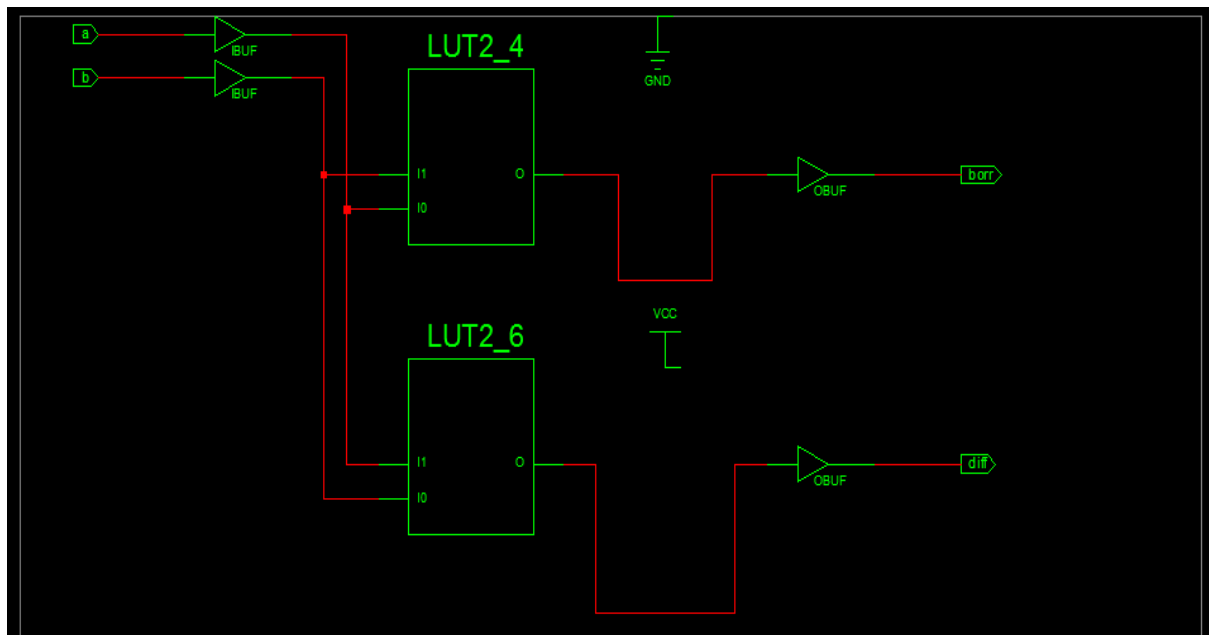 a
IBUF
b
IBUF
LUT2_4
I1
I0
O
GND
OBUF
borr
VCC
LUT2_6
I1
I0
O
OBUF
diff